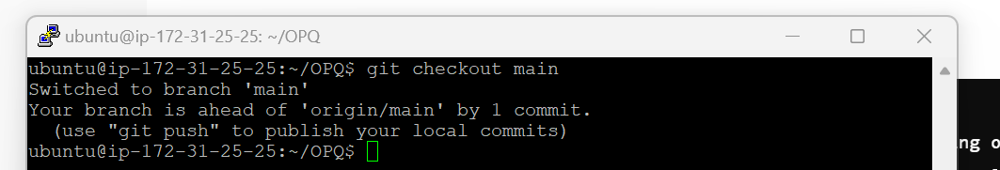 ubuntu@ip-172-31-25-25: ~/OPQ
ubuntu@ip-172-31-25-25:~/OPQ$ git checkout main
Switched to branch 'main'
Your branch is ahead of 'origin/main' by 1 commit.
  (use "git push" to publish your local commits)
ubuntu@ip-172-31-25-25:~/OPQ$